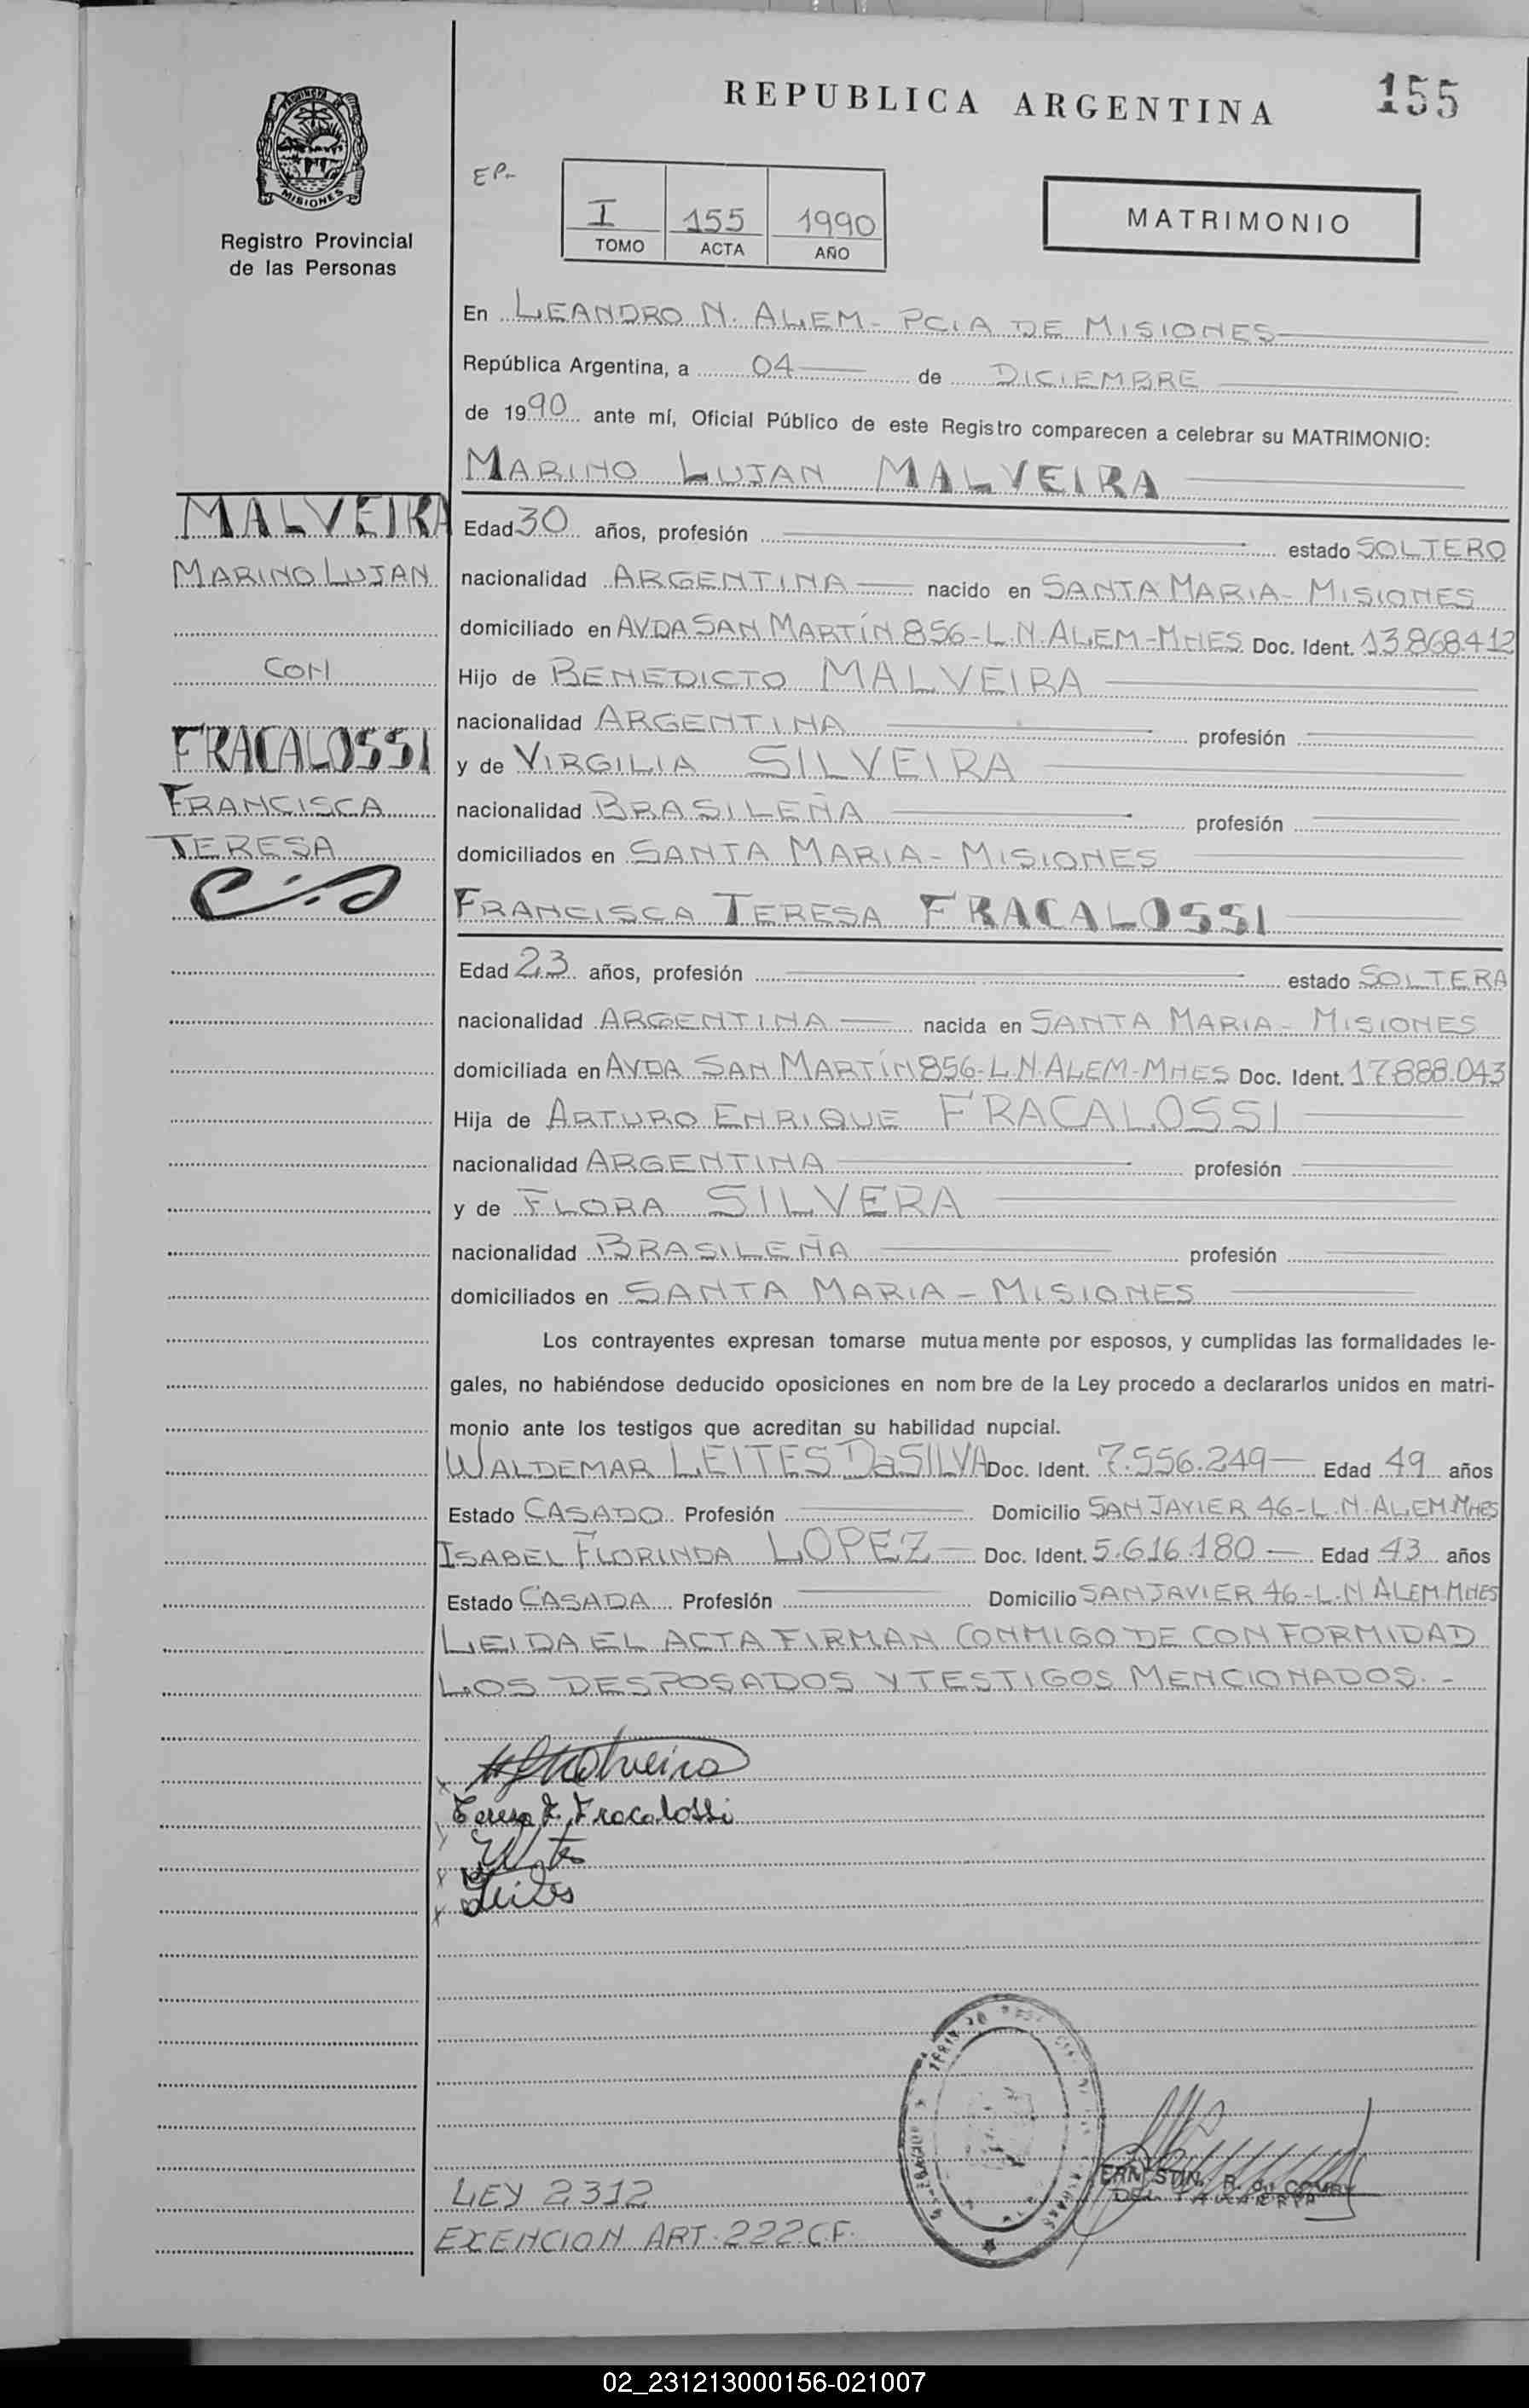 REPUBLICA ARGENTINA
155
PROVINCIA DE MISIONES
Registro Provincial
de las Personas
EP-
I 155 1990
TOMO ACTA AÑO
MATRIMONIO
En LEANDRO N. ALEM - PCIA DE MISIONES
República Argentina, a 04 de DICIEMBRE
de 1990 ante mí, Oficial Público de este Registro comparecen a celebrar su MATRIMONIO:
MARINO LUJAN MALVEIRA
MALVEIRA
MARINO LUJAN
CON
FRACALOSSI
FRANCISCA
TERESA
Edad 30 años, profesión estado SOLTERO
nacionalidad ARGENTINA nacido en SANTA MARIA - MISIONES
domiciliado en AVDA SAN MARTÍN 856 - L.N. ALEM - MNES Doc. Ident. 13.868.412
Hijo de BENEDICTO MALVEIRA
nacionalidad ARGENTINA profesión
y de VIRGILIA SILVEIRA
nacionalidad BRASILEÑA profesión
domiciliados en SANTA MARIA - MISIONES
FRANCISCA TERESA FRACALOSSI
Edad 23 años, profesión estado SOLTERA
nacionalidad ARGENTINA nacida en SANTA MARIA - MISIONES
domiciliada en AVDA SAN MARTÍN 856 - L.N. ALEM - MNES Doc. Ident. 17.888.043
Hija de ARTURO ENRIQUE FRACALOSSI
nacionalidad ARGENTINA profesión
y de FLORA SILVERA
nacionalidad BRASILEÑA profesión
domiciliados en SANTA MARIA - MISIONES
Los contrayentes expresan tomarse mutuamente por esposos, y cumplidas las formalidades le-
gales, no habiéndose deducido oposiciones en nombre de la Ley procedo a declararlos unidos en matri-
monio ante los testigos que acreditan su habilidad nupcial.
WALDEMAR LEITES DaSILVA Doc. Ident. 7.556.249 Edad 49 años
Estado CASADO Profesión Domicilio SAN JAVIER 46 - L.N. ALEM MNES
ISABEL FLORINDA LOPEZ Doc. Ident. 5.616.180 Edad 43 años
Estado CASADA Profesión Domicilio SAN JAVIER 46 - L.N ALEM MNES
LEIDA EL ACTA FIRMAN CONMIGO DE CONFORMIDAD
LOS DESPOSADOS Y TESTIGOS MENCIONADOS. -
Malveira
Teresa F. Fracalossi
LEY 2312
EXENCION ART. 222 C.F.
02_231213000156-021007